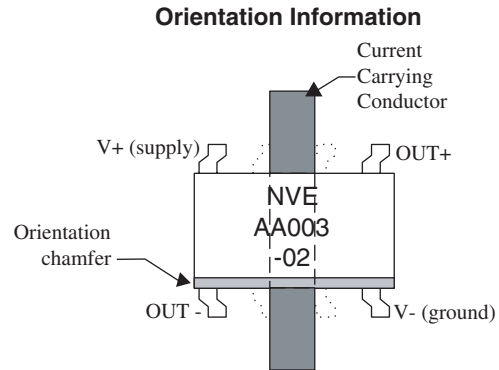 Orientation Information
Current
Carrying
Conductor
V+ (supply)
OUT+
NVE
AA003
-02
Orientation
chamfer
OUT -
V- (ground)